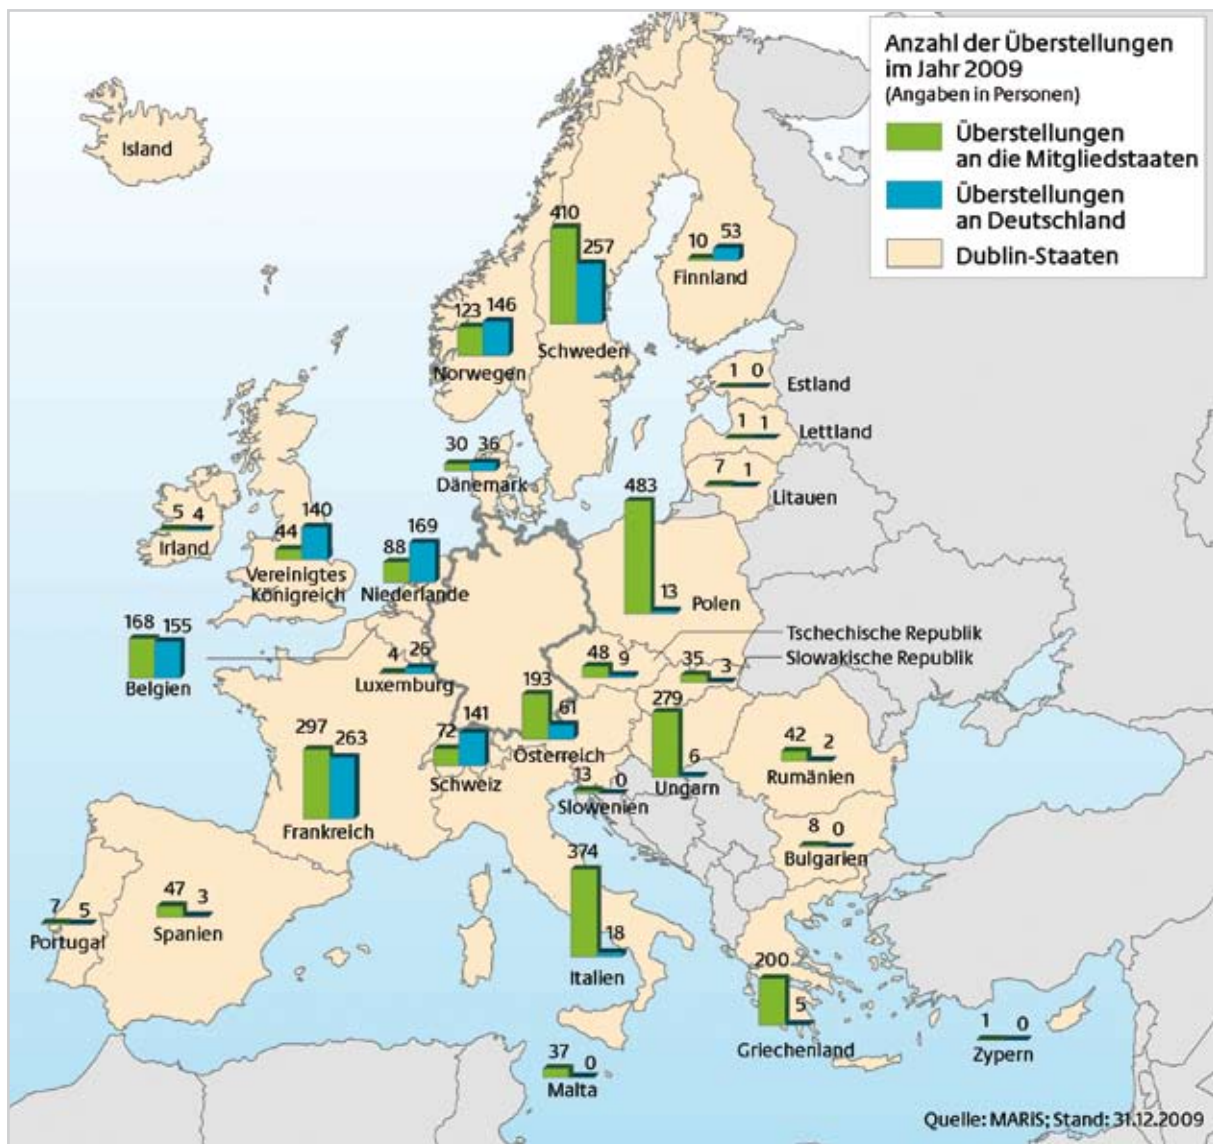 Anzahl der Überstellungen
im Jahr 2009
(Angaben in Personen)
Überstellungen
an die Mitgliedstaaten
Überstellungen
an Deutschland
Dublin-Staaten
Island
410
257
Schweden
10
53
Finnland
123
146
Norwegen
1 0
Estland
1 1
Lettland
7 1
Litauen
30 36
Dänemark
5 4
Irland
44
140
Vereinigtes
Königreich
88
169
Niederlande
483
13
Polen
168
155
Belgien
4
26
Luxemburg
Tschechische Republik
48
9
Slowakische Republik
35
3
193
61
Österreich
297
263
Frankreich
72
141
Schweiz
279
6
Ungarn
42
2
Rumänien
13 0
Slowenien
8 0
Bulgarien
7 5
Portugal
47
3
Spanien
374
18
Italien
200
5
Griechenland
1 0
Zypern
37
0
Malta
Quelle: MARiS; Stand: 31.12.2009